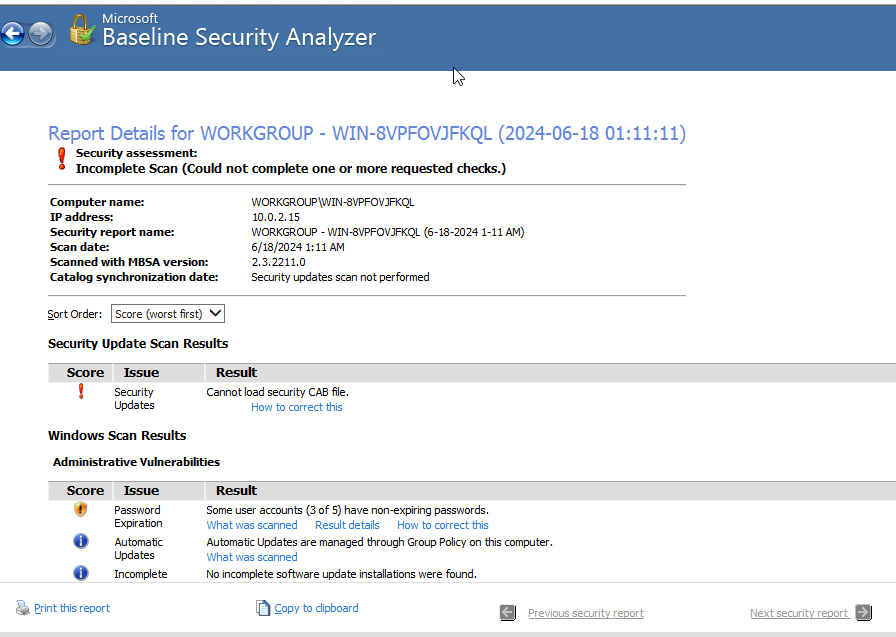 Microsoft
Baseline Security Analyzer
Report Details for WORKGROUP - WIN-8VPFOVJFKQL (2024-06-18 01:11:11)
Security assessment:
Incomplete Scan (Could not complete one or more requested checks.)
Computer name: WORKGROUP\WIN-8VPFOVJFKQL
IP address: 10.0.2.15
Security report name: WORKGROUP - WIN-8VPFOVJFKQL (6-18-2024 1-11 AM)
Scan date: 6/18/2024 1:11 AM
Scanned with MBSA version: 2.3.2211.0
Catalog synchronization date: Security updates scan not performed
Sort Order: Score (worst first)
Security Update Scan Results
Score Issue Result
Security Cannot load security CAB file.
Updates How to correct this
Windows Scan Results
Administrative Vulnerabilities
Score Issue Result
Password Some user accounts (3 of 5) have non-expiring passwords.
Expiration What was scanned Result details How to correct this
Automatic Automatic Updates are managed through Group Policy on this computer.
Updates What was scanned
Incomplete No incomplete software update installations were found.
Print this report Copy to clipboard Previous security report Next security report